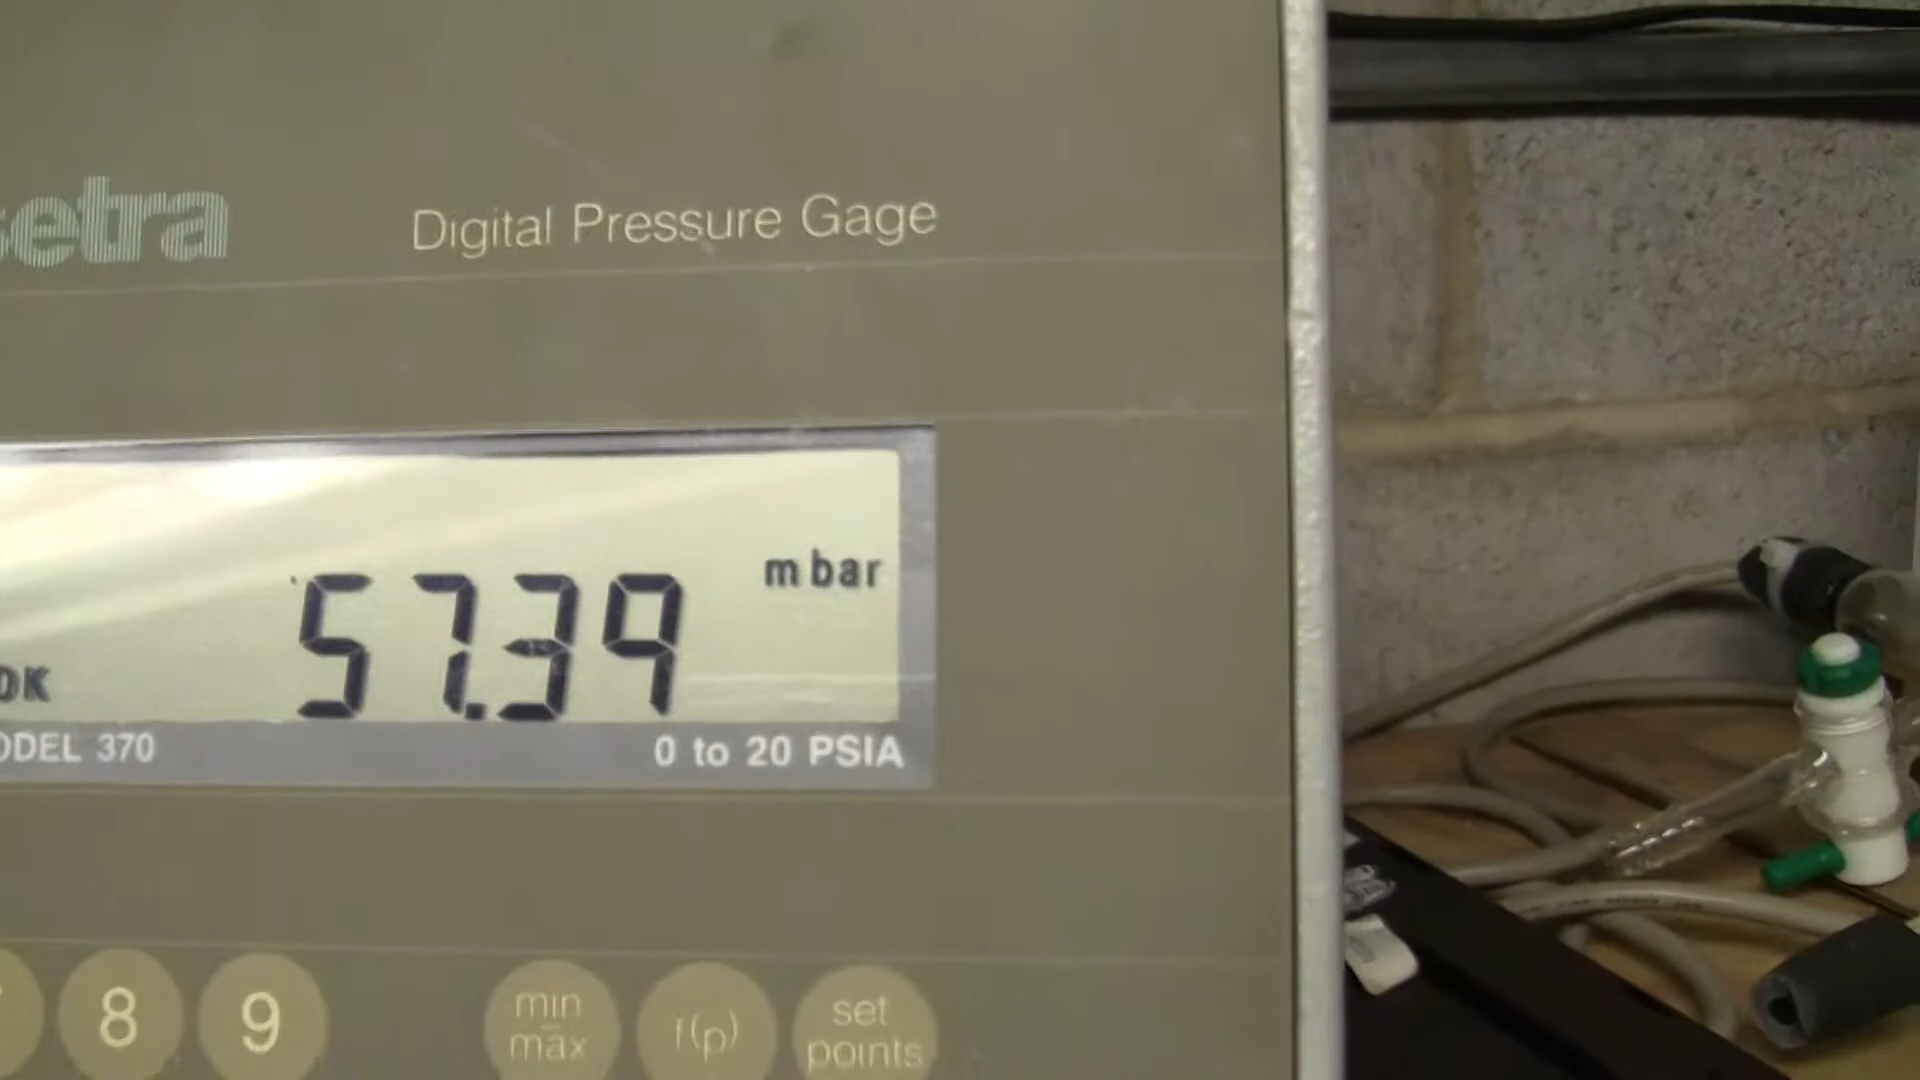 setra
Digital Pressure Gage
mbar
57.39
OK
ODEL 370
0 to 20 PSIA
8
9
min
max
f(p)
set
points